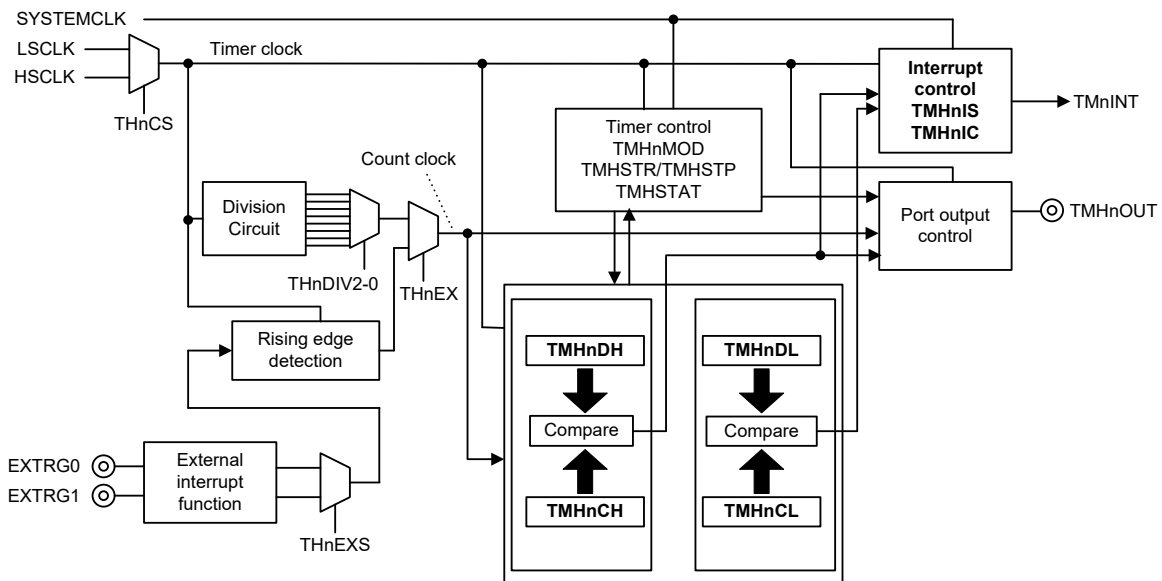 SYSTEMCLK
LSCLK
HSCLK
Timer clock
THnCS
Interrupt
control
TMHnIS
TMHnIC
TMnINT
Timer control
TMHnMOD
TMHSTR/TMHSTP
TMHSTAT
Count clock
Division
Circuit
THnDIV2-0
THnEX
Port output
control
TMHnOUT
Rising edge
detection
TMHnDH
Compare
TMHnCH
TMHnDL
Compare
TMHnCL
EXTRG0
EXTRG1
External
interrupt
function
THnEXS